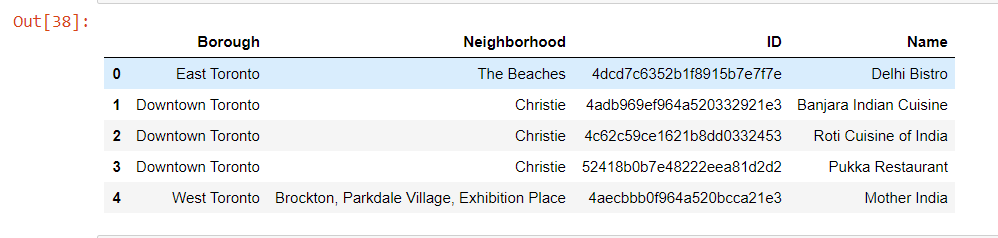 Out[38]:
Borough Neighborhood ID Name
0 East Toronto The Beaches 4dcd7c6352b1f8915b7e7f7e Delhi Bistro
1 Downtown Toronto Christie 4adb969ef964a520332921e3 Banjara Indian Cuisine
2 Downtown Toronto Christie 4c62c59ce1621b8dd0332453 Roti Cuisine of India
3 Downtown Toronto Christie 52418b0b7e48222eea81d2d2 Pukka Restaurant
4 West Toronto Brockton, Parkdale Village, Exhibition Place 4aecbbb0f964a520bcca21e3 Mother India